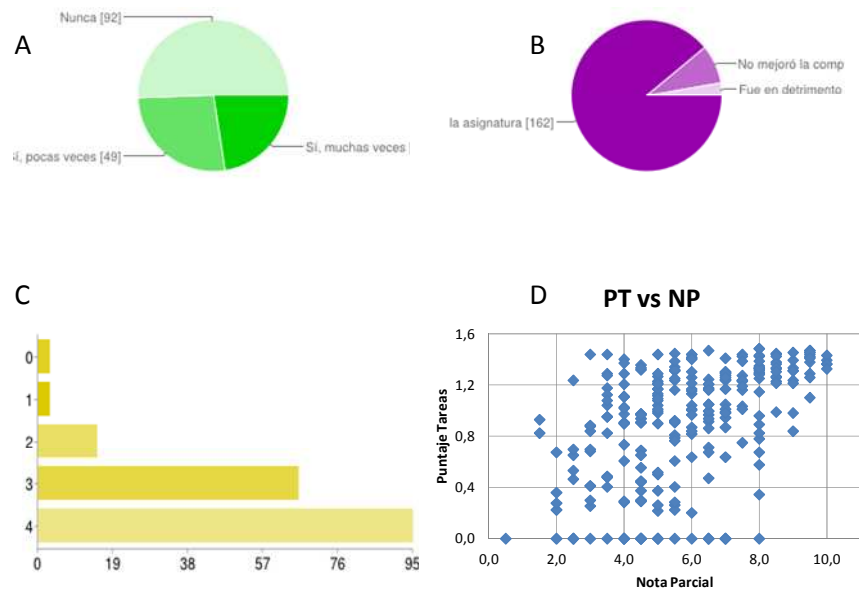 A
Nunca [92]
í, pocas veces [49]
Sí, muchas veces [
B
No mejoró la comp
Fue en detrimento
la asignatura [162]
C
0
1
2
3
4
0 19 38 57 76 95
D
PT vs NP
Puntaje Tareas
1,6
1,2
0,8
0,4
0,0
0,0 2,0 4,0 6,0 8,0 10,0
Nota Parcial